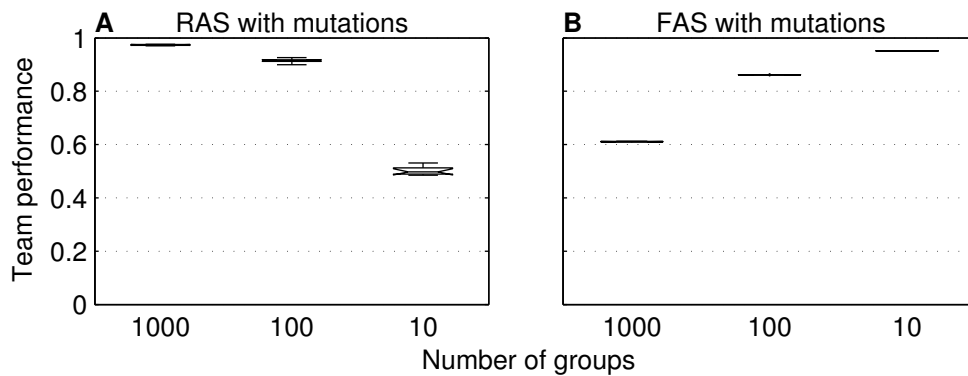 A RAS with mutations
B FAS with mutations
Team performance
1
0.8
0.6
0.4
0.2
0
1000 100 10
1000 100 10
Number of groups